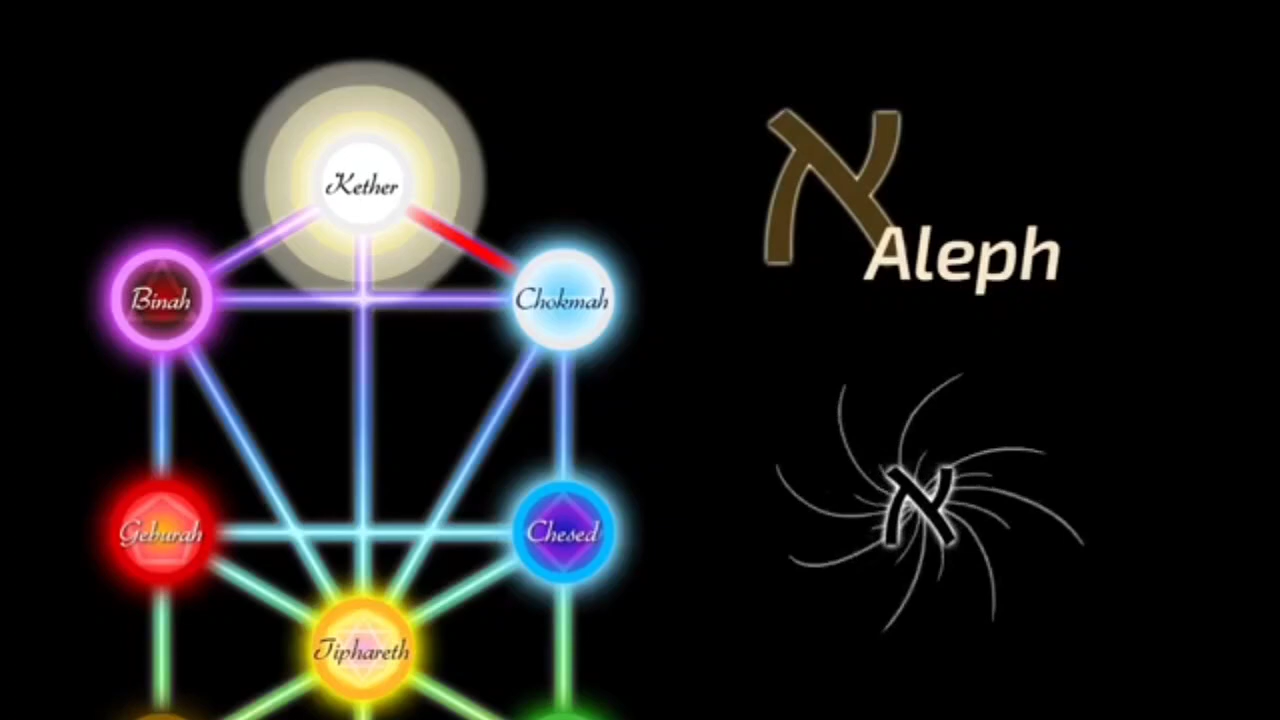 Kether
Binah
Chokmah
Geburah
Chesed
Tiphareth
א
Aleph
א